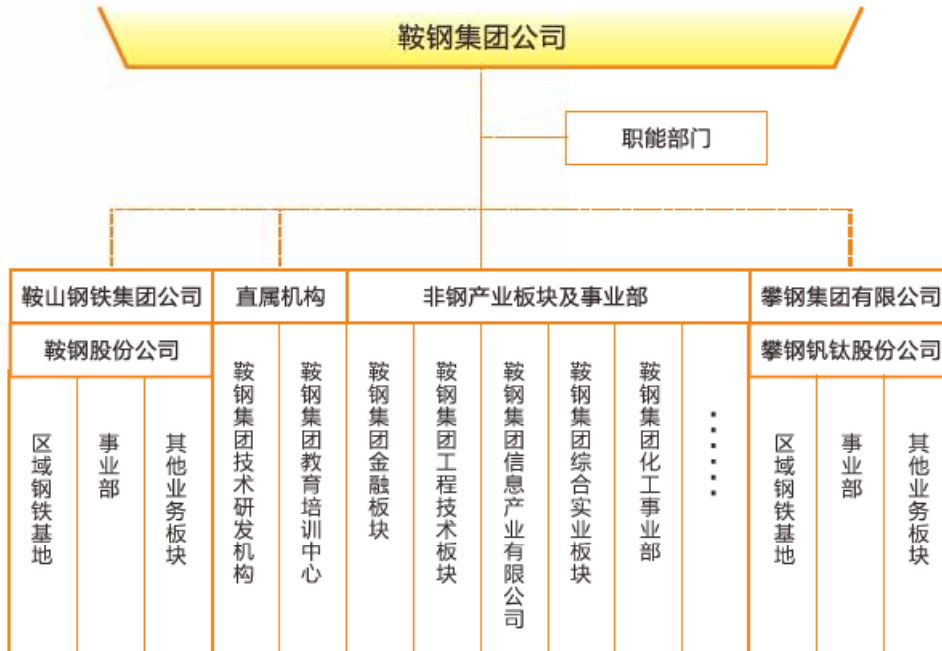 鞍钢集团公司
职能部门
鞍山钢铁集团公司
直属机构
非钢产业板块及事业部
攀钢集团有限公司
鞍钢股份公司
攀钢钒钛股份公司
区域钢铁基地
事业部
其他业务板块
鞍钢集团技术研发机构
鞍钢集团教育培训中心
鞍钢集团金融板块
鞍钢集团工程技术板块
鞍钢集团信息产业有限公司
鞍钢集团综合实业板块
鞍钢集团化工事业部
······
区域钢铁基地
事业部
其他业务板块